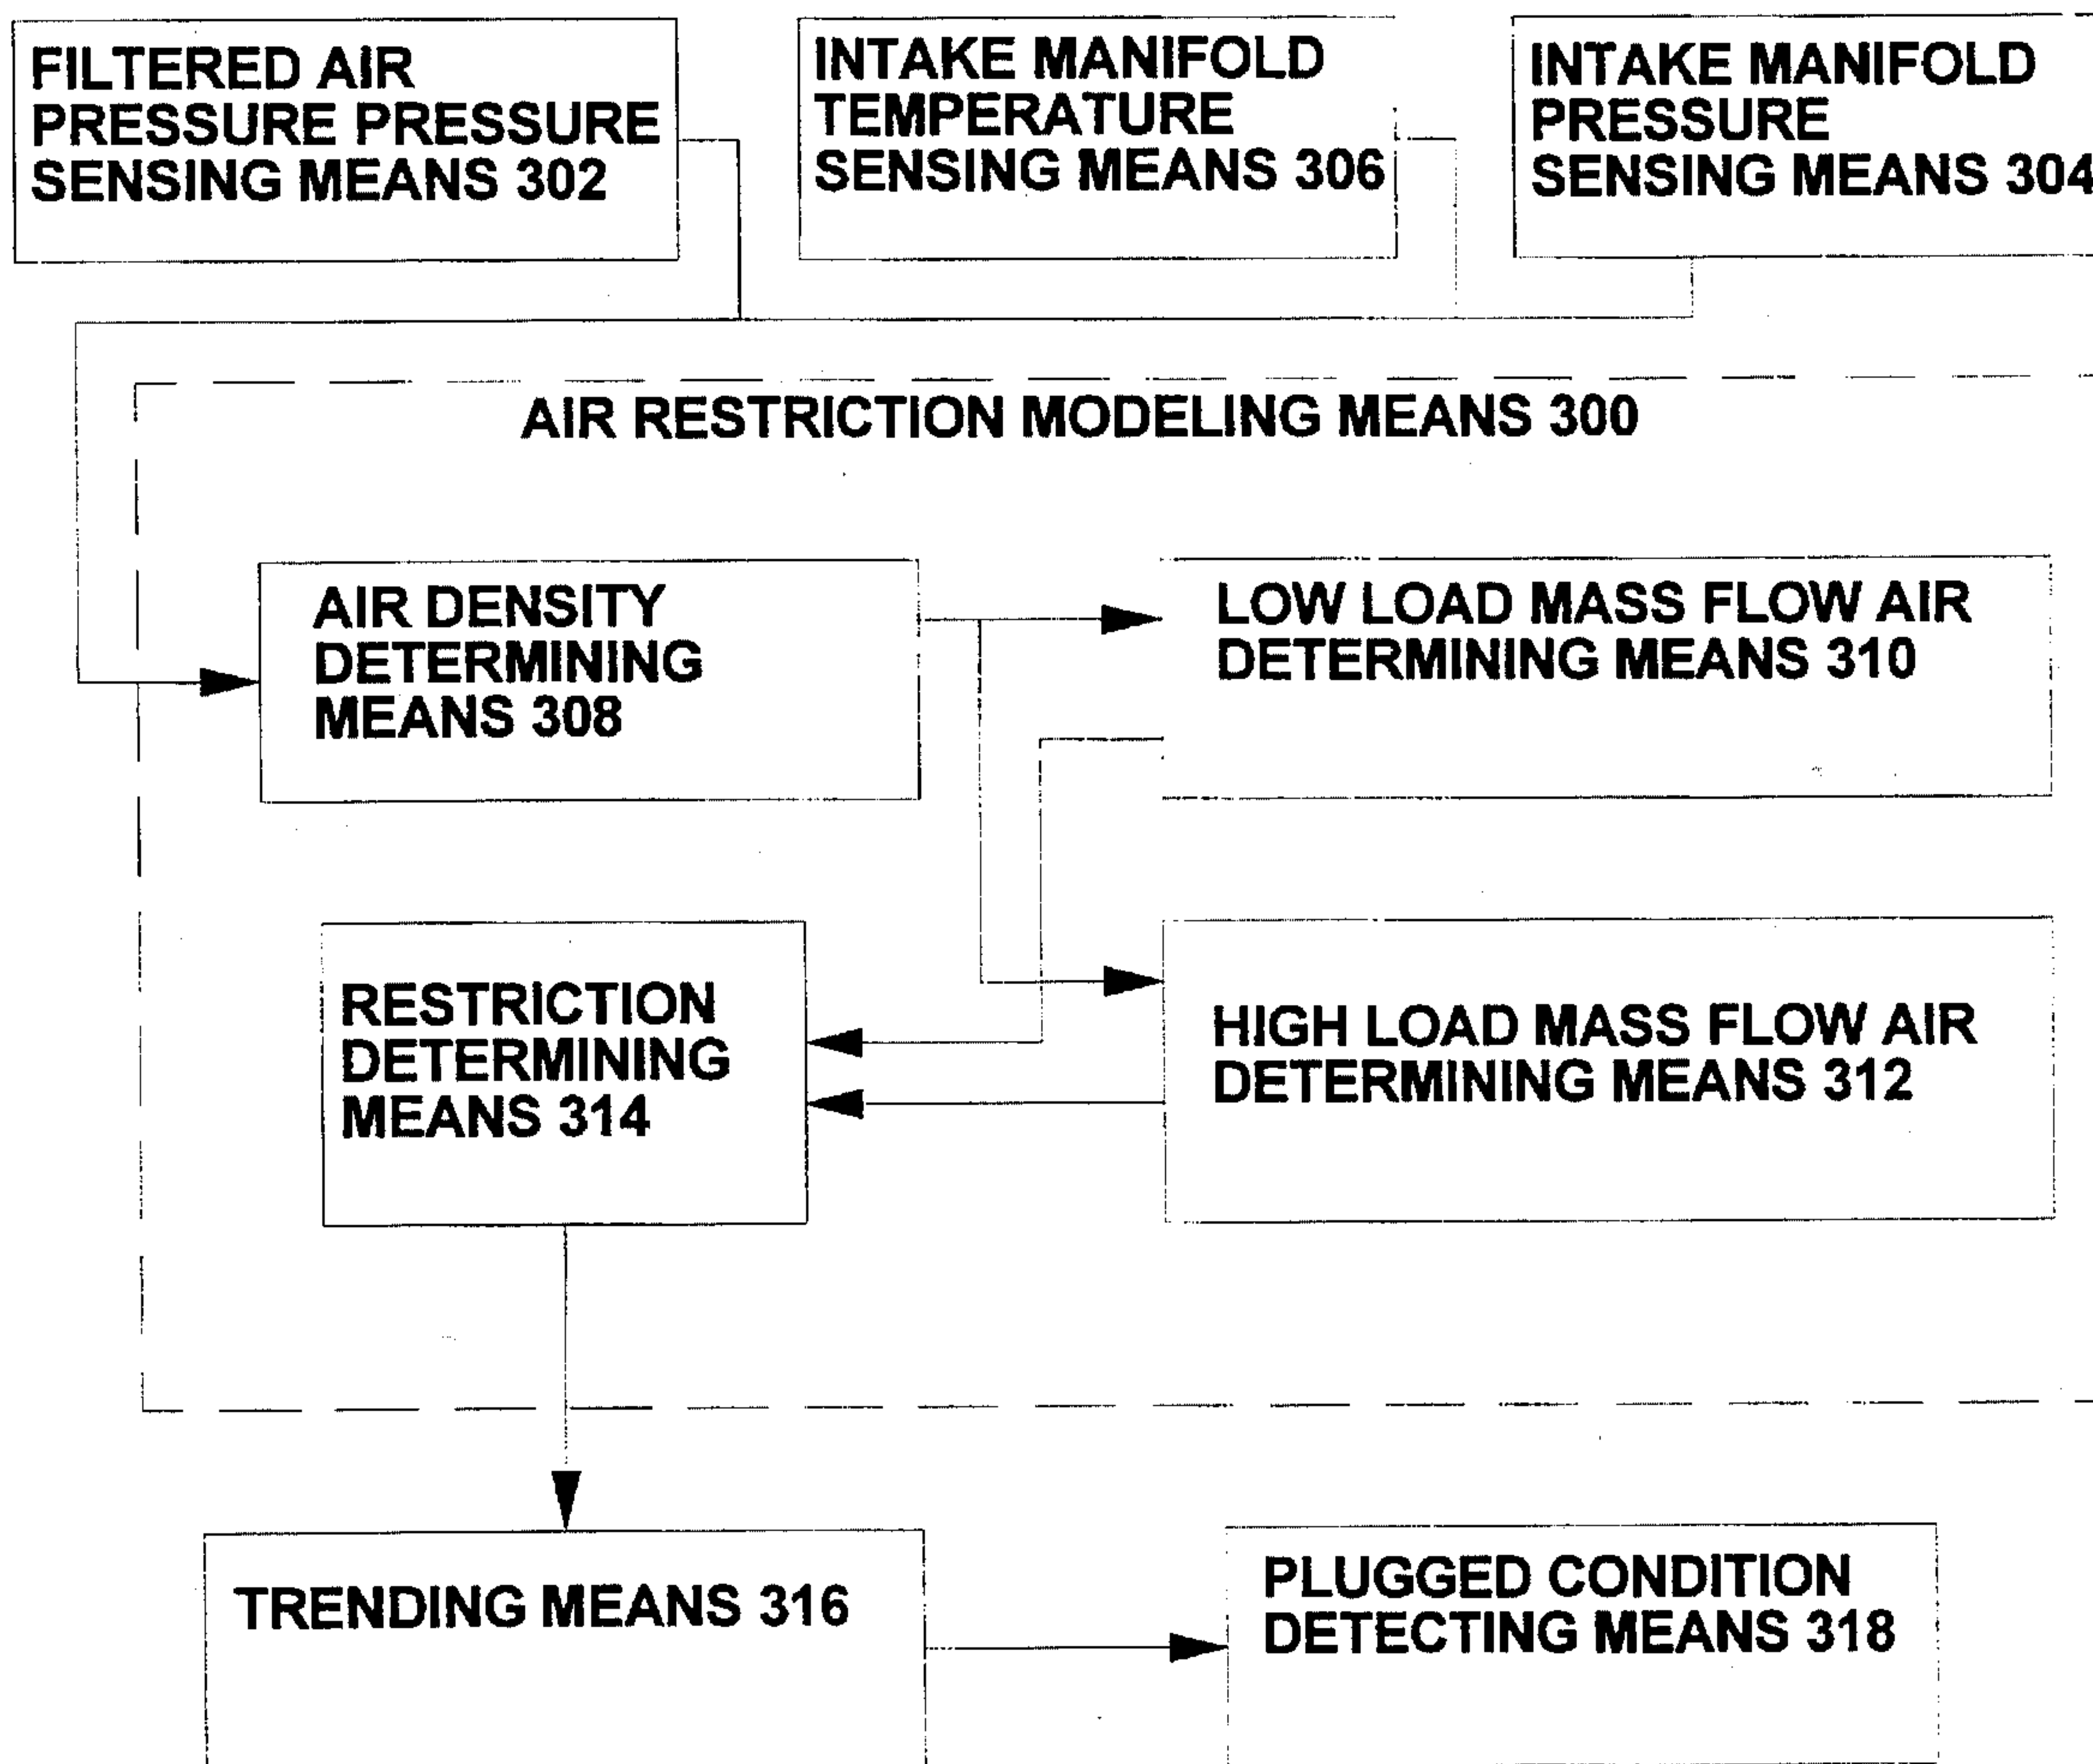 FILTERED AIR
PRESSURE PRESSURE
SENSING MEANS 302
INTAKE MANIFOLD
TEMPERATURE
SENSING MEANS 306
INTAKE MANIFOLD
PRESSURE
SENSING MEANS 304
AIR RESTRICTION MODELING MEANS 300
AIR DENSITY
DETERMINING
MEANS 308
LOW LOAD MASS FLOW AIR
DETERMINING MEANS 310
RESTRICTION
DETERMINING
MEANS 314
HIGH LOAD MASS FLOW AIR
DETERMINING MEANS 312
TRENDING MEANS 316
PLUGGED CONDITION
DETECTING MEANS 318